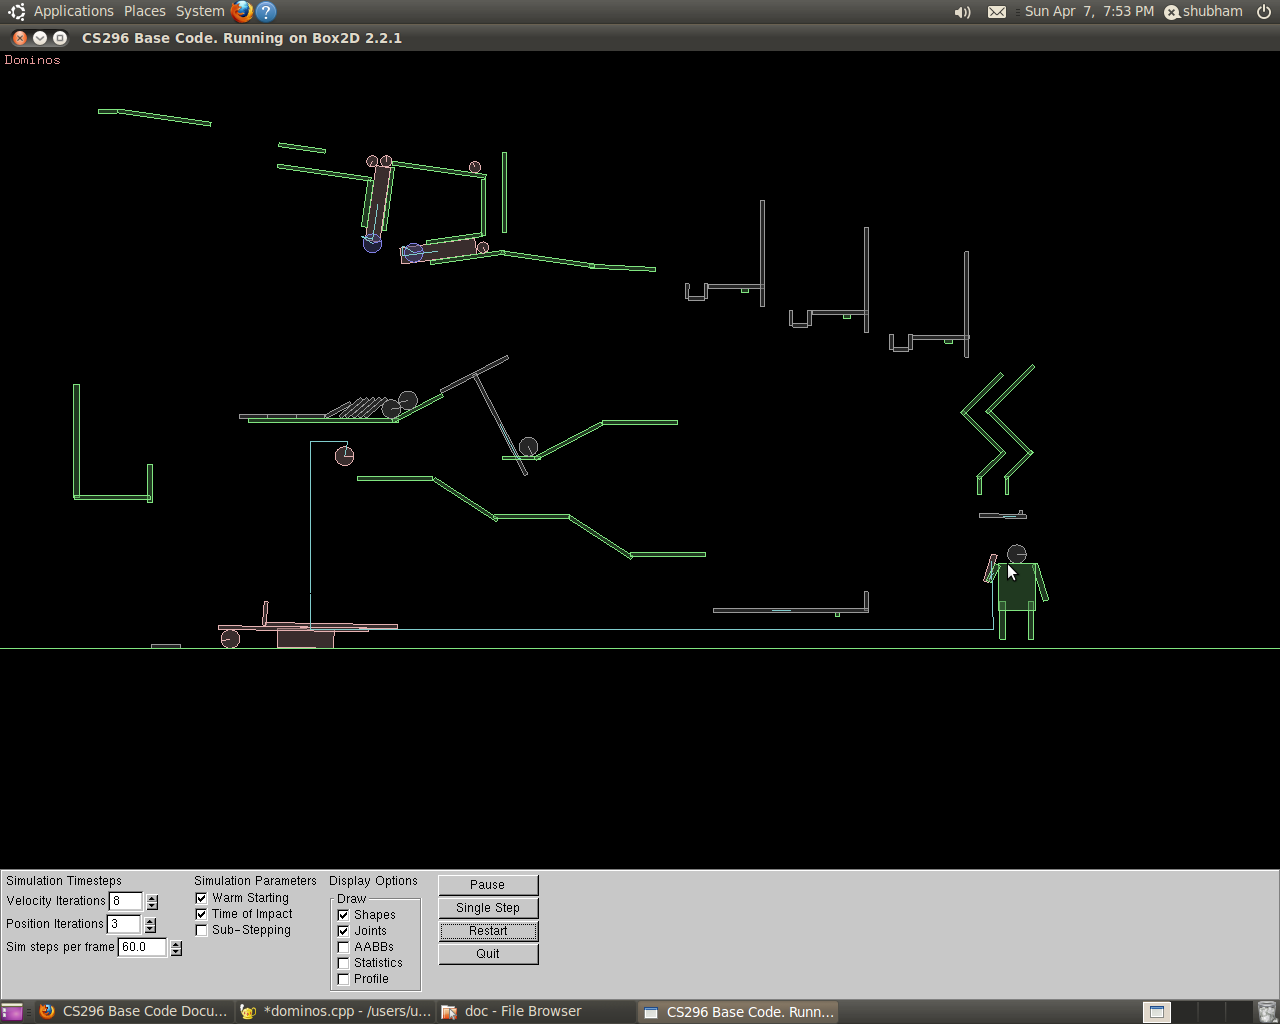 Applications Places System ? Sun Apr 7, 7:53 PM shubham
CS296 Base Code. Running on Box2D 2.2.1
Dominos
Simulation Timesteps
Velocity Iterations 8
Position Iterations 3
Sim steps per frame 60.0
Simulation Parameters
Warm Starting
Time of Impact
Sub-Stepping
Display Options
Draw
Shapes
Joints
AABBs
Statistics
Profile
Pause
Single Step
Restart
Quit
CS296 Base Code Docu... *dominos.cpp - /users/u... doc - File Browser CS296 Base Code. Runn...